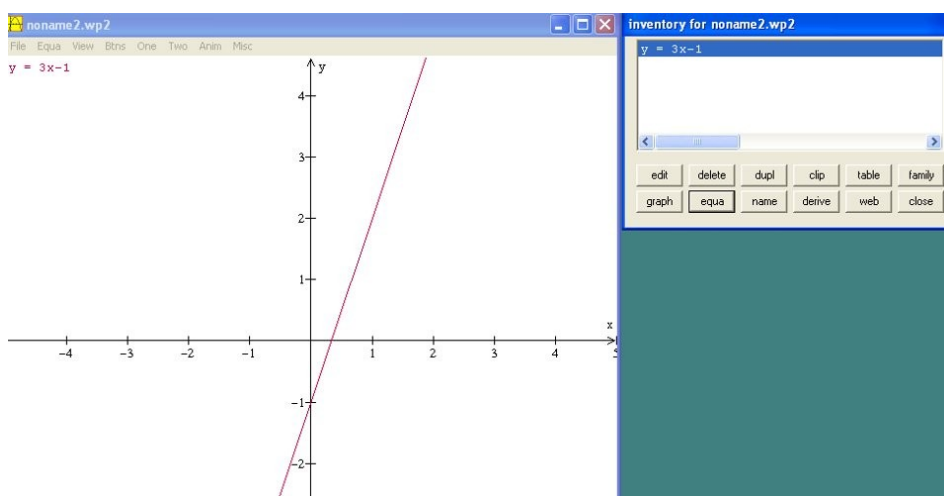 noname2.wp2
File Equa View Btns One Two Anim Misc
y = 3x-1
y
4
3
2
1
x
-4 -3 -2 -1 1 2 3 4 5
-1
-2
inventory for noname2.wp2
y = 3x-1
edit delete dupl clip table family
graph equa name derive web close